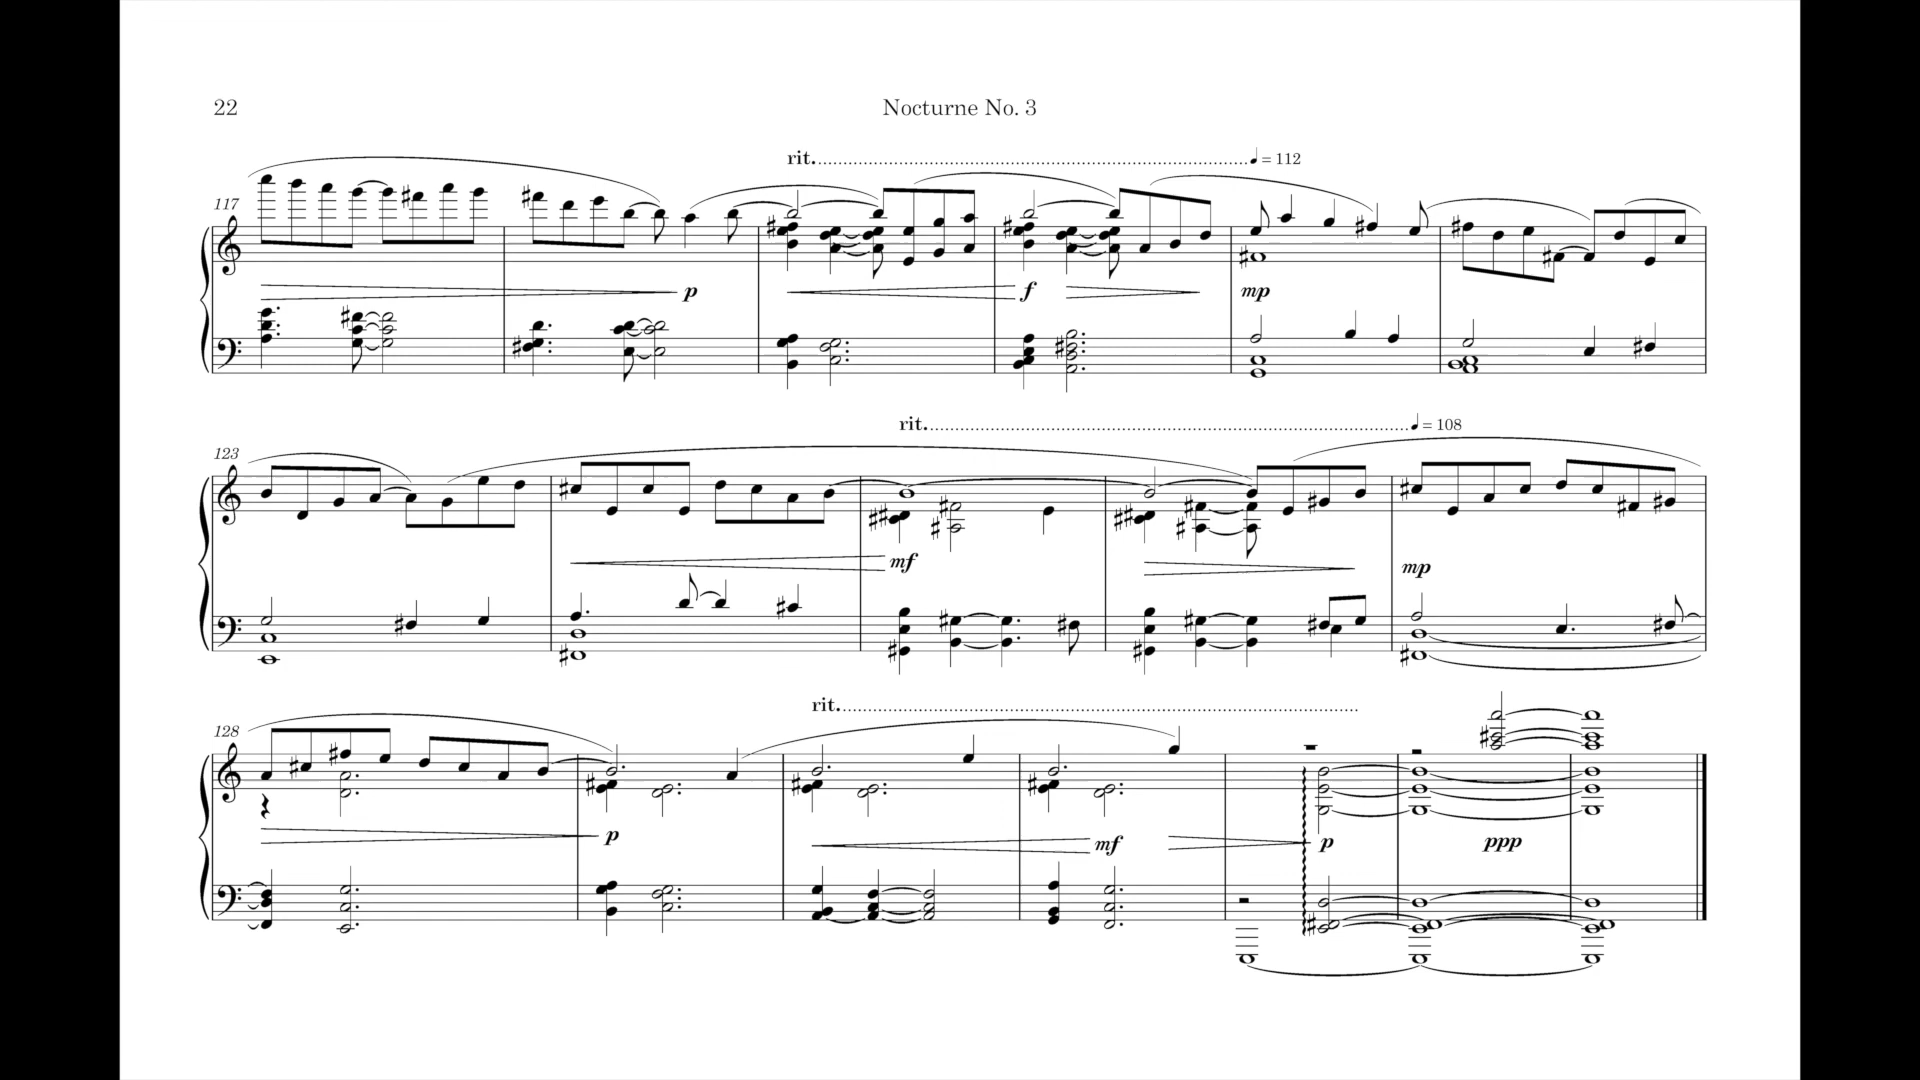 22
Nocturne No. 3
rit. ♩ = 112
117
p
f
mp
rit. ♩ = 108
123
mf
mp
rit.
128
p
mf
p
ppp